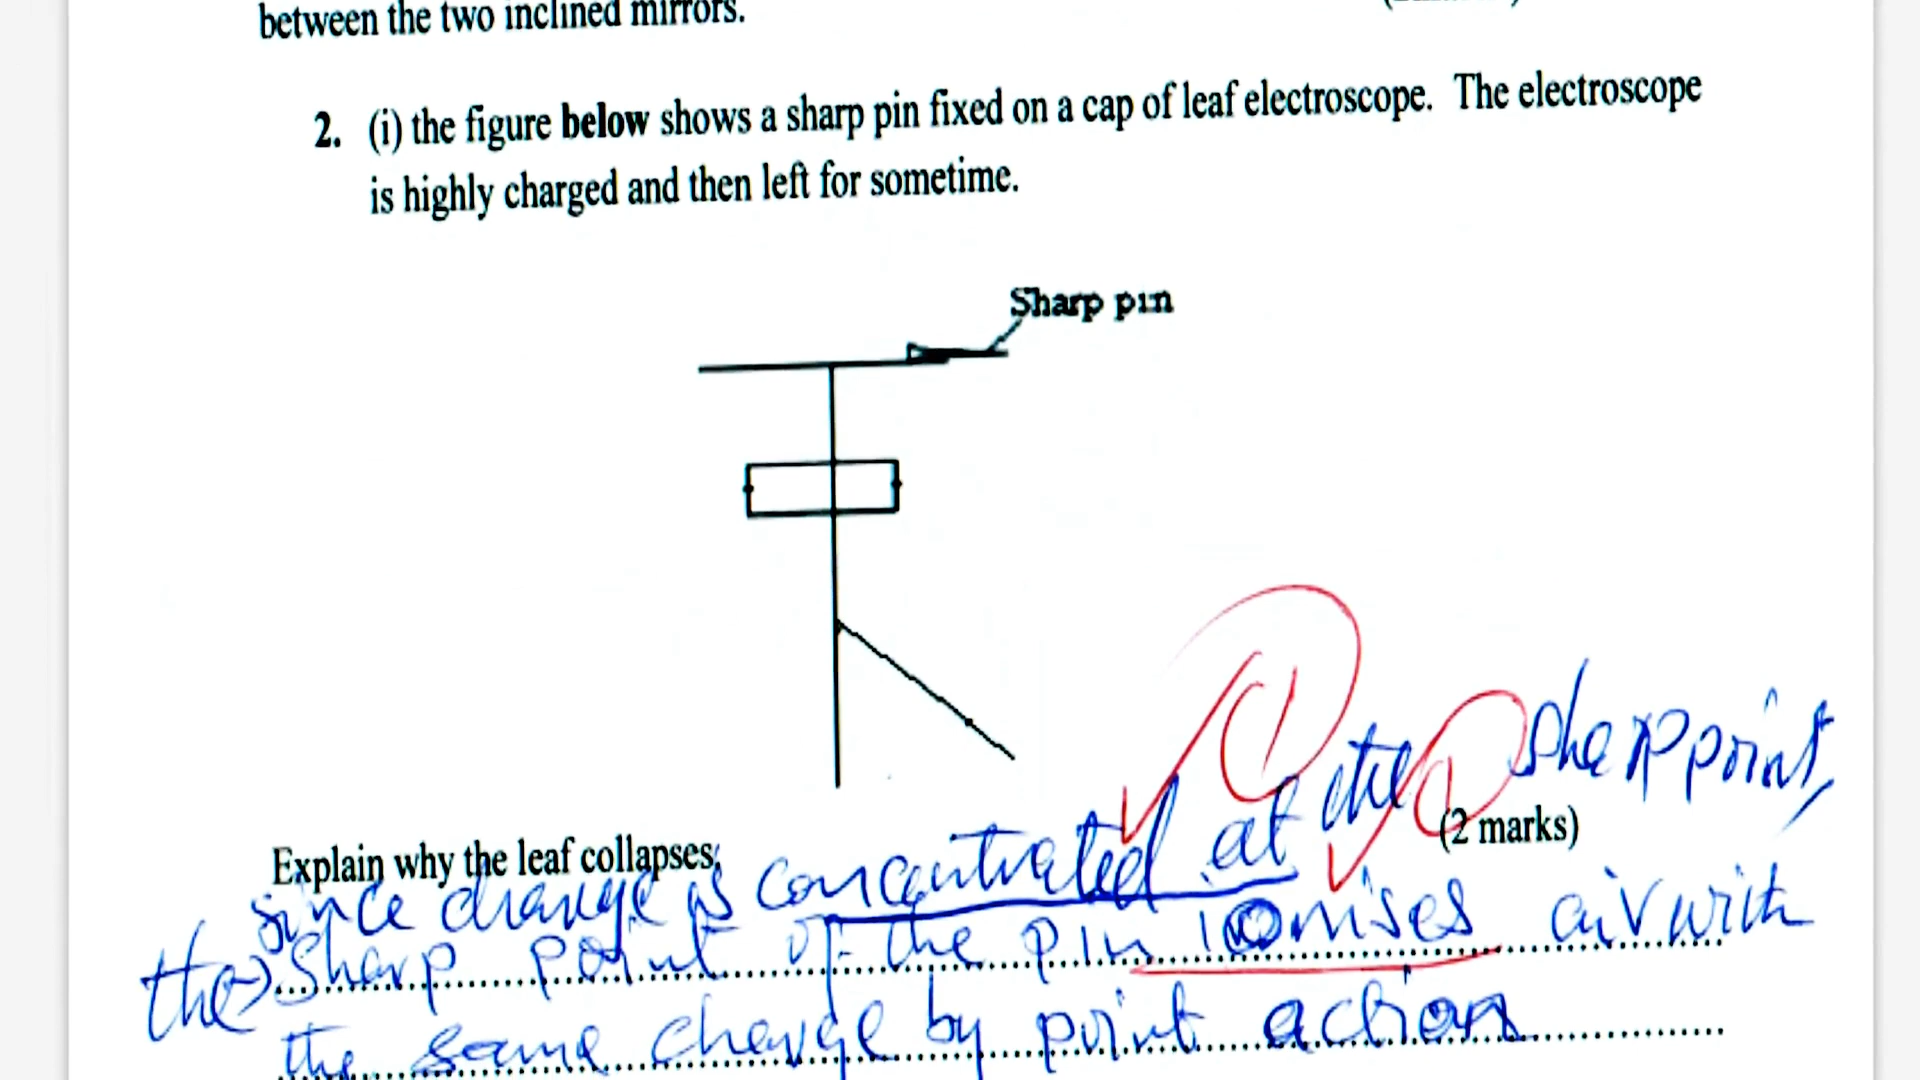 between the two inclined mirrors.
2. (i) the figure below shows a sharp pin fixed on a cap of leaf electroscope. The electroscope
is highly charged and then left for sometime.
Sharp pin
Explain why the leaf collapses.
(2 marks)
since charge is concentrated at the sharp point,
the sharp point of the pin ionises air with
the same charge by point action
1
1